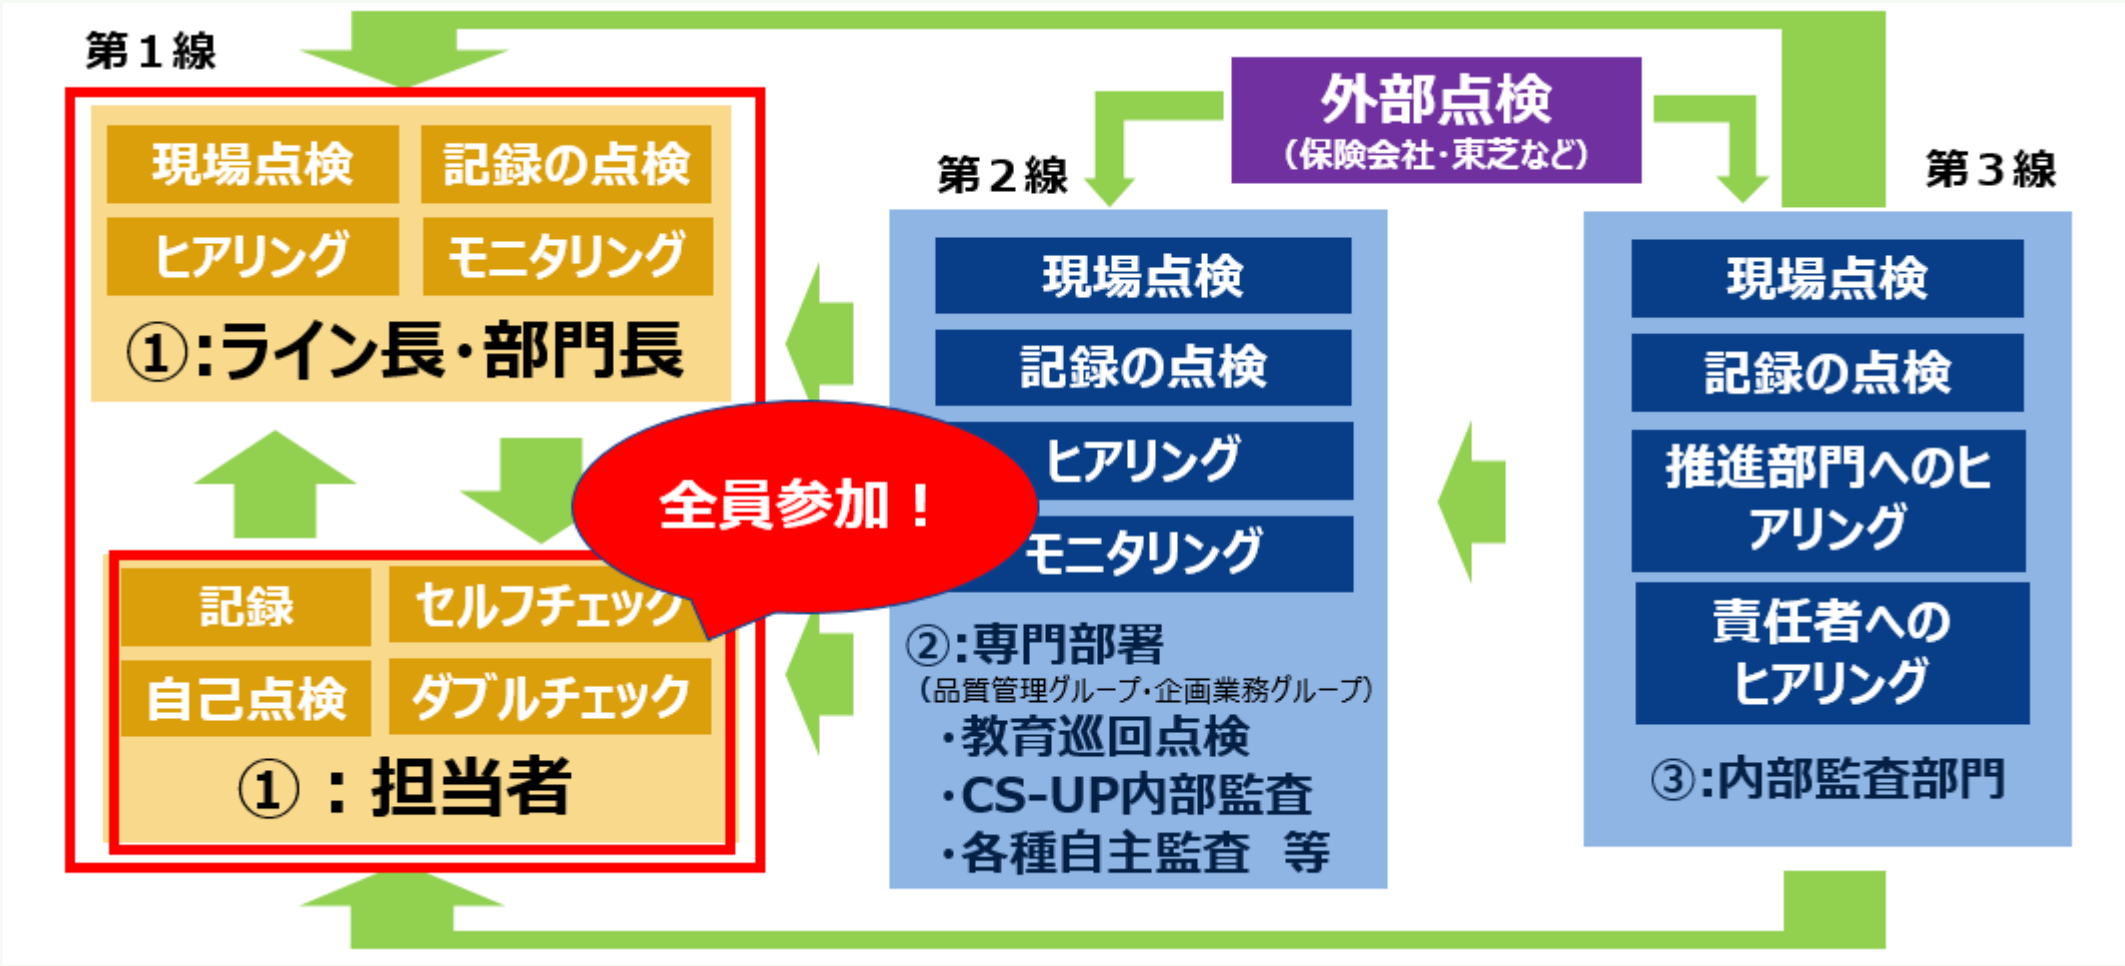 第１線
現場点検
記録の点検
ヒアリング
モニタリング
①:ライン長・部門長
全員参加！
記録
セルフチェック
自己点検
ダブルチェック
①：担当者
外部点検
（保険会社・東芝など）
第２線
現場点検
記録の点検
ヒアリング
モニタリング
②:専門部署
（品質管理グループ・企画業務グループ）
・教育巡回点検
・CS-UP内部監査
・各種自主監査　等
第３線
現場点検
記録の点検
推進部門へのヒ
アリング
責任者への
ヒアリング
③:内部監査部門